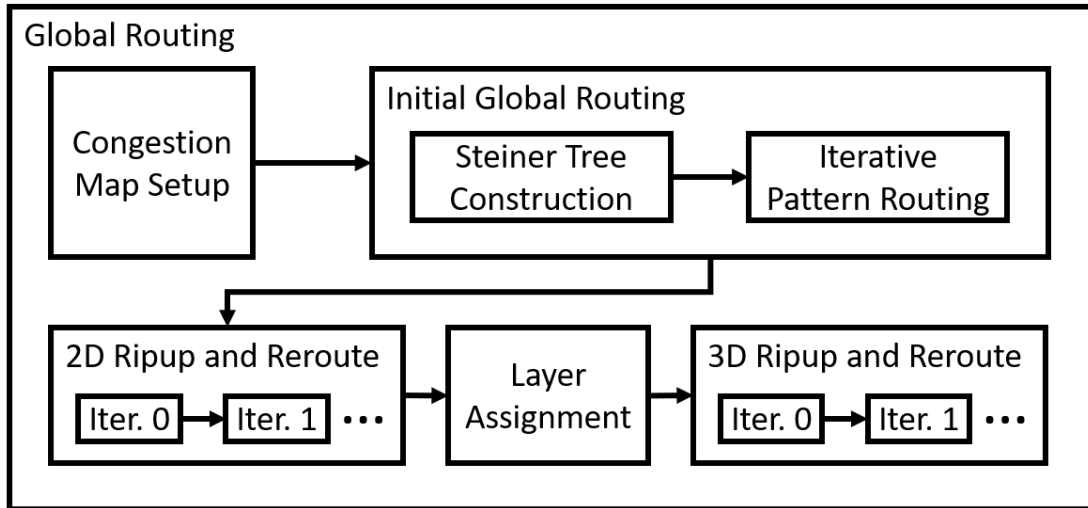 Global Routing
Congestion
Map Setup
Initial Global Routing
Steiner Tree
Construction
Iterative
Pattern Routing
2D Ripup and Reroute
Iter. 0
Iter. 1
•••
Layer
Assignment
3D Ripup and Reroute
Iter. 0
Iter. 1
•••